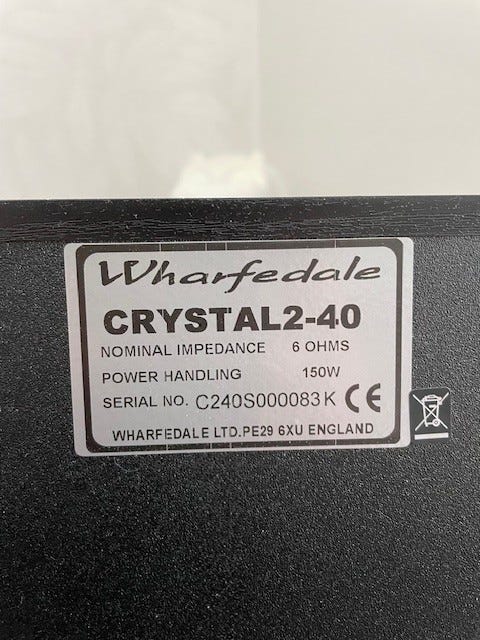 Wharfedale
CRYSTAL2-40
NOMINAL IMPEDANCE 6 OHMS
POWER HANDLING 150W
SERIAL NO. C240S000083K CE
WHARFEDALE LTD.PE29 6XU ENGLAND